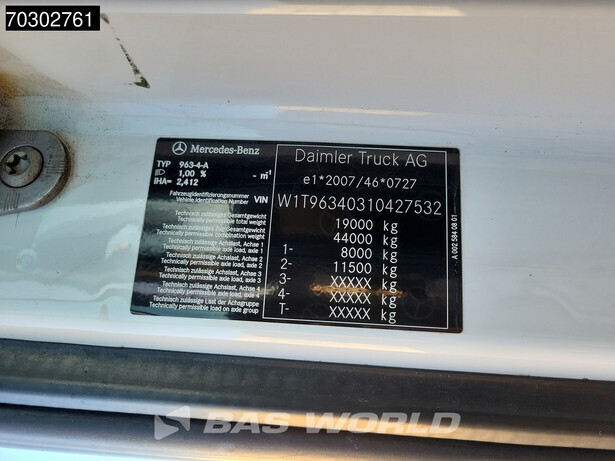 70302761
Mercedes-Benz
TYP 963-4-A
1,00 % - m-1
iHA= 2,412
Fahrzeugidentifizierungsnummer
Vehicle Identification Number VIN
Technisch zulässiges Gesamtgewicht
Technically permissible total weight
Technisch zulässiges Zug-Gesamtgewicht
Technically permissible combination weight
Technisch zulässige Achslast, Achse 1
Technically permissible axle load, axle 1
Technisch zulässige Achslast, Achse 2
Technically permissible axle load, axle 2
Technisch zulässige Achslast, Achse 3
Technically permissible axle load, axle 3
Technisch zulässige Achslast, Achse 4
Technically permissible axle load, axle 4
Technisch zulässige Last der Achsgruppe
Technically permissible load on axle group
Daimler Truck AG
e1*2007/46*0727
W1T96340310427532
19000 kg
44000 kg
1- 8000 kg
2- 11500 kg
3- XXXXX kg
4- XXXXX kg
T- XXXXX kg
A 002 584 08 01
BAS WORLD